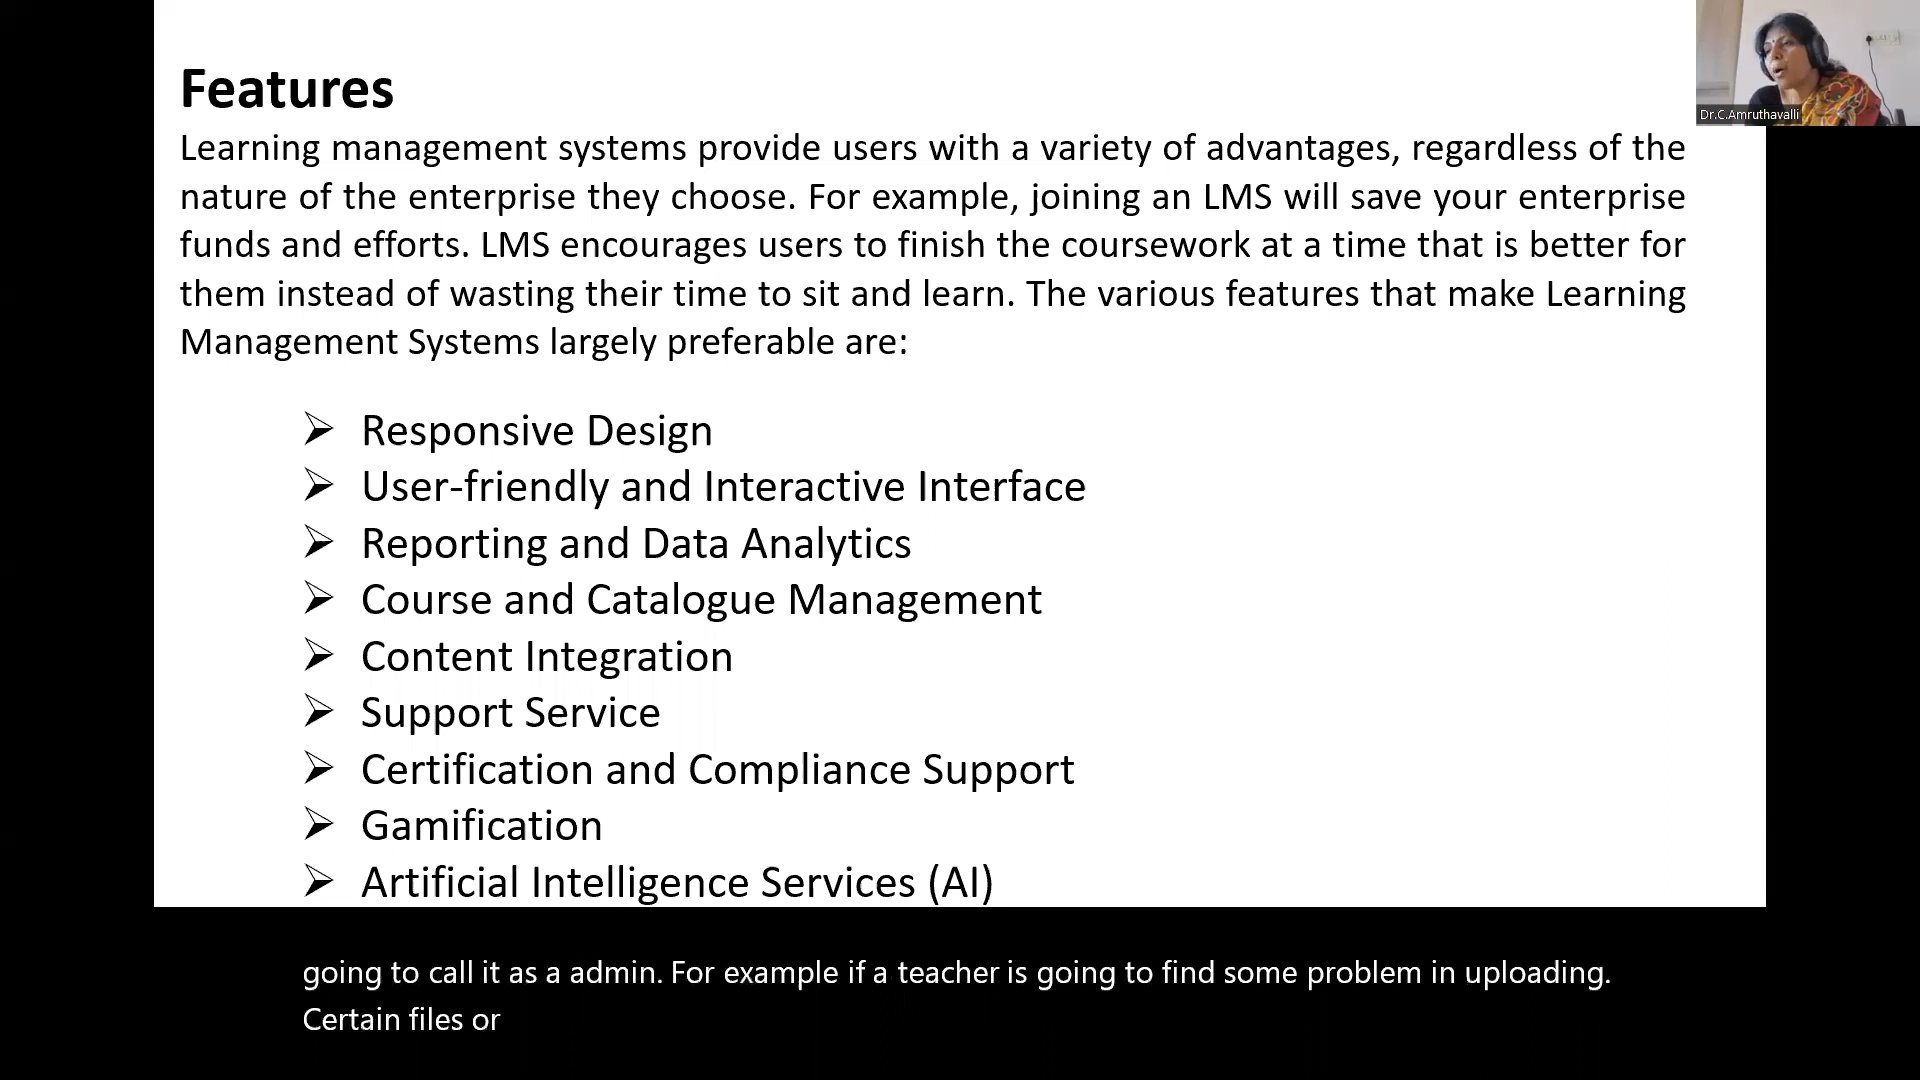 Features
Learning management systems provide users with a variety of advantages, regardless of the
nature of the enterprise they choose. For example, joining an LMS will save your enterprise
funds and efforts. LMS encourages users to finish the coursework at a time that is better for
them instead of wasting their time to sit and learn. The various features that make Learning
Management Systems largely preferable are:
Responsive Design
User-friendly and Interactive Interface
Reporting and Data Analytics
Course and Catalogue Management
Content Integration
Support Service
Certification and Compliance Support
Gamification
Artificial Intelligence Services (AI)
Dr.C.Amruthavalli
going to call it as a admin. For example if a teacher is going to find some problem in uploading.
Certain files or